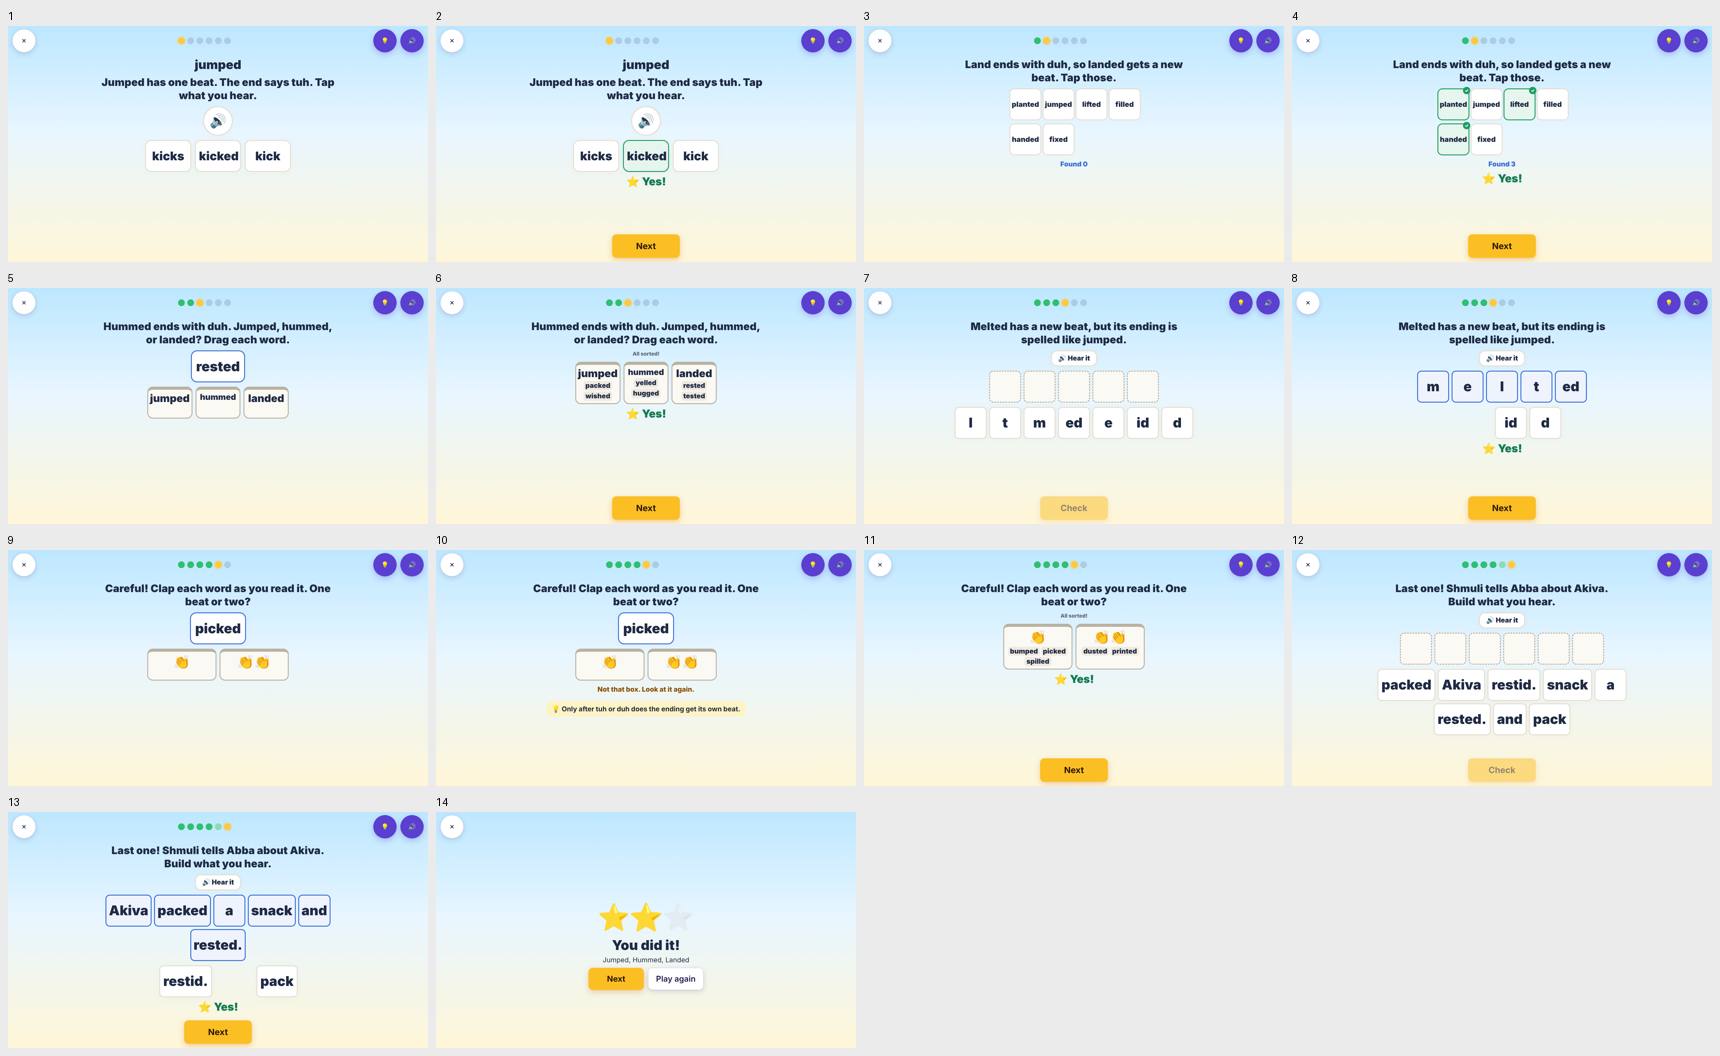 1
jumped
Jumped has one beat. The end says tuh. Tap
what you hear.
kicks kicked kick
2
jumped
Jumped has one beat. The end says tuh. Tap
what you hear.
kicks kicked kick
⭐ Yes!
Next
3
Land ends with duh, so landed gets a new
beat. Tap those.
planted jumped lifted filled
handed fixed
Found 0
4
Land ends with duh, so landed gets a new
beat. Tap those.
planted jumped lifted filled
handed fixed
Found 3
⭐ Yes!
Next
5
Hummed ends with duh. Jumped, hummed,
or landed? Drag each word.
rested
jumped hummed landed
6
Hummed ends with duh. Jumped, hummed,
or landed? Drag each word.
All sorted!
jumped hummed landed
packed yelled rested
wished hugged tested
⭐ Yes!
Next
7
Melted has a new beat, but its ending is
spelled like jumped.
Hear it
l t m ed e id d
Check
8
Melted has a new beat, but its ending is
spelled like jumped.
Hear it
m e l t ed
id d
⭐ Yes!
Next
9
Careful! Clap each word as you read it. One
beat or two?
picked
10
Careful! Clap each word as you read it. One
beat or two?
picked
Not that box. Look at it again.
Only after tuh or duh does the ending get its own beat.
11
Careful! Clap each word as you read it. One
beat or two?
All sorted!
bumped picked dusted printed
spilled
⭐ Yes!
Next
12
Last one! Shmuli tells Abba about Akiva.
Build what you hear.
Hear it
packed Akiva restid. snack a
rested. and pack
Check
13
Last one! Shmuli tells Abba about Akiva.
Build what you hear.
Hear it
Akiva packed a snack and
rested.
restid. pack
⭐ Yes!
Next
14
You did it!
Jumped, Hummed, Landed
Next Play again